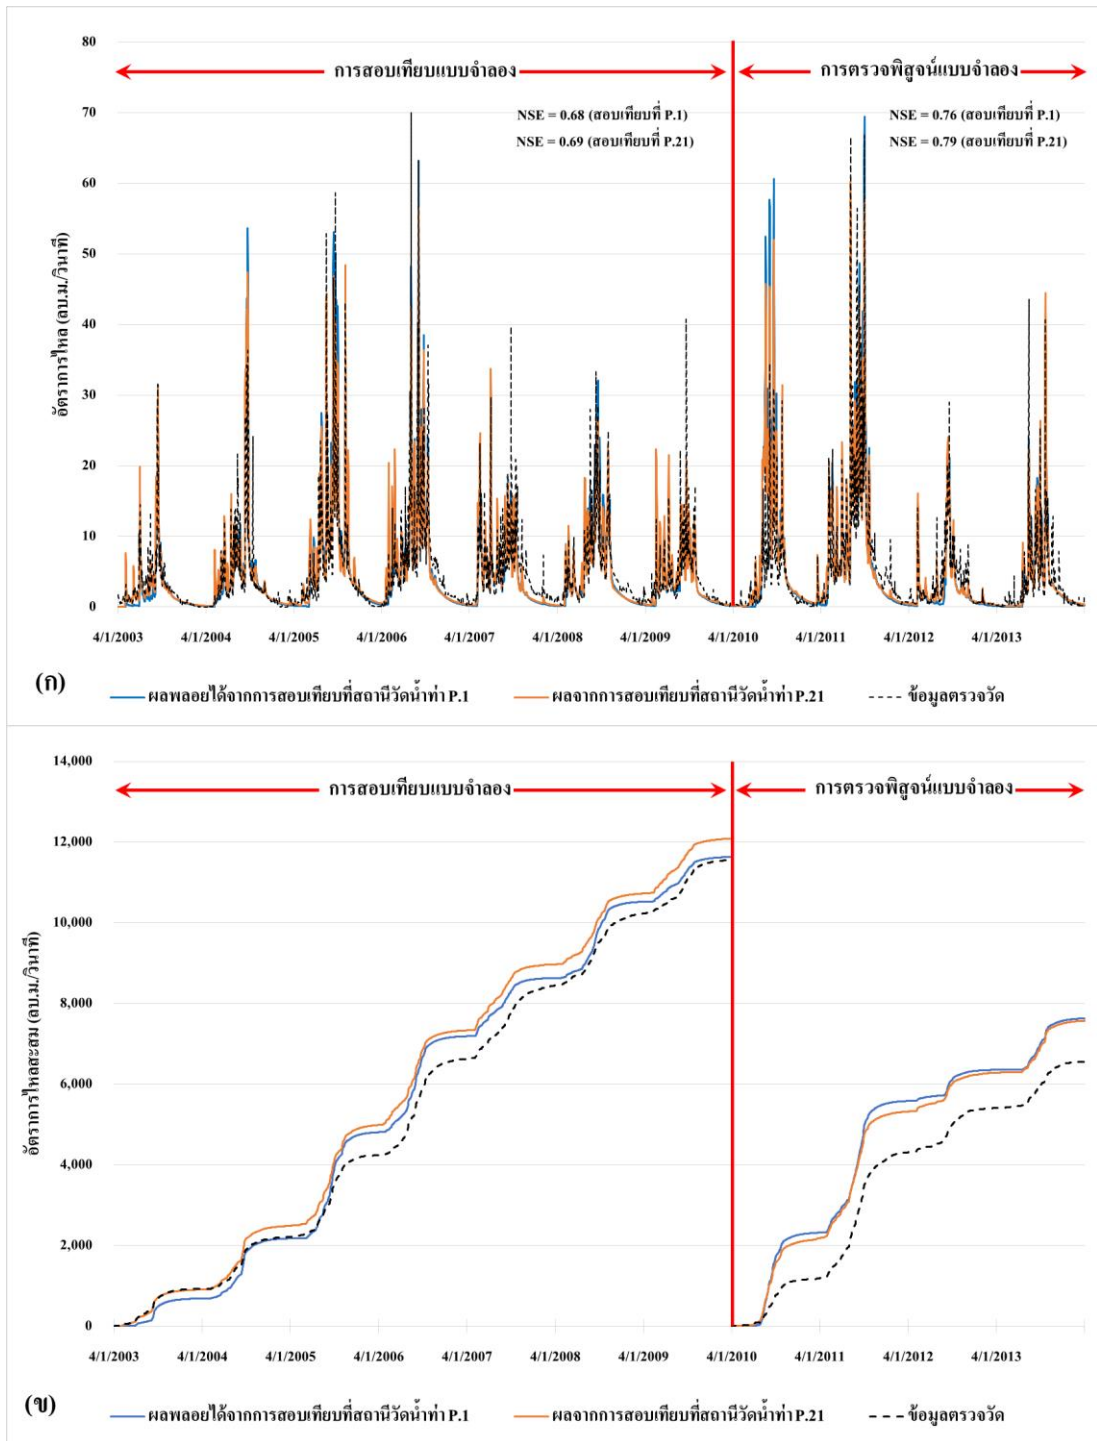 80
การสอบเทียบแบบจำลอง
การตรวจพิสูจน์แบบจำลอง
70
NSE = 0.68 (สอบเทียบที่ P.1)
NSE = 0.76 (สอบเทียบที่ P.1)
NSE = 0.69 (สอบเทียบที่ P.21)
NSE = 0.79 (สอบเทียบที่ P.21)
60
50
40
30
20
10
0
อัตราการไหล (ลบ.ม./วินาที)
4/1/2003 4/1/2004 4/1/2005 4/1/2006 4/1/2007 4/1/2008 4/1/2009 4/1/2010 4/1/2011 4/1/2012 4/1/2013
(ก)
ผลพลอยได้จากการสอบเทียบที่สถานีวัดน้ำท่า P.1 ผลจากการสอบเทียบที่สถานีวัดน้ำท่า P.21 ข้อมูลตรวจวัด
14,000
การสอบเทียบแบบจำลอง
การตรวจพิสูจน์แบบจำลอง
12,000
10,000
8,000
6,000
4,000
2,000
0
อัตราการไหลสะสม (ลบ.ม./วินาที)
4/1/2003 4/1/2004 4/1/2005 4/1/2006 4/1/2007 4/1/2008 4/1/2009 4/1/2010 4/1/2011 4/1/2012 4/1/2013
(ข)
ผลพลอยได้จากการสอบเทียบที่สถานีวัดน้ำท่า P.1 ผลจากการสอบเทียบที่สถานีวัดน้ำท่า P.21 ข้อมูลตรวจวัด